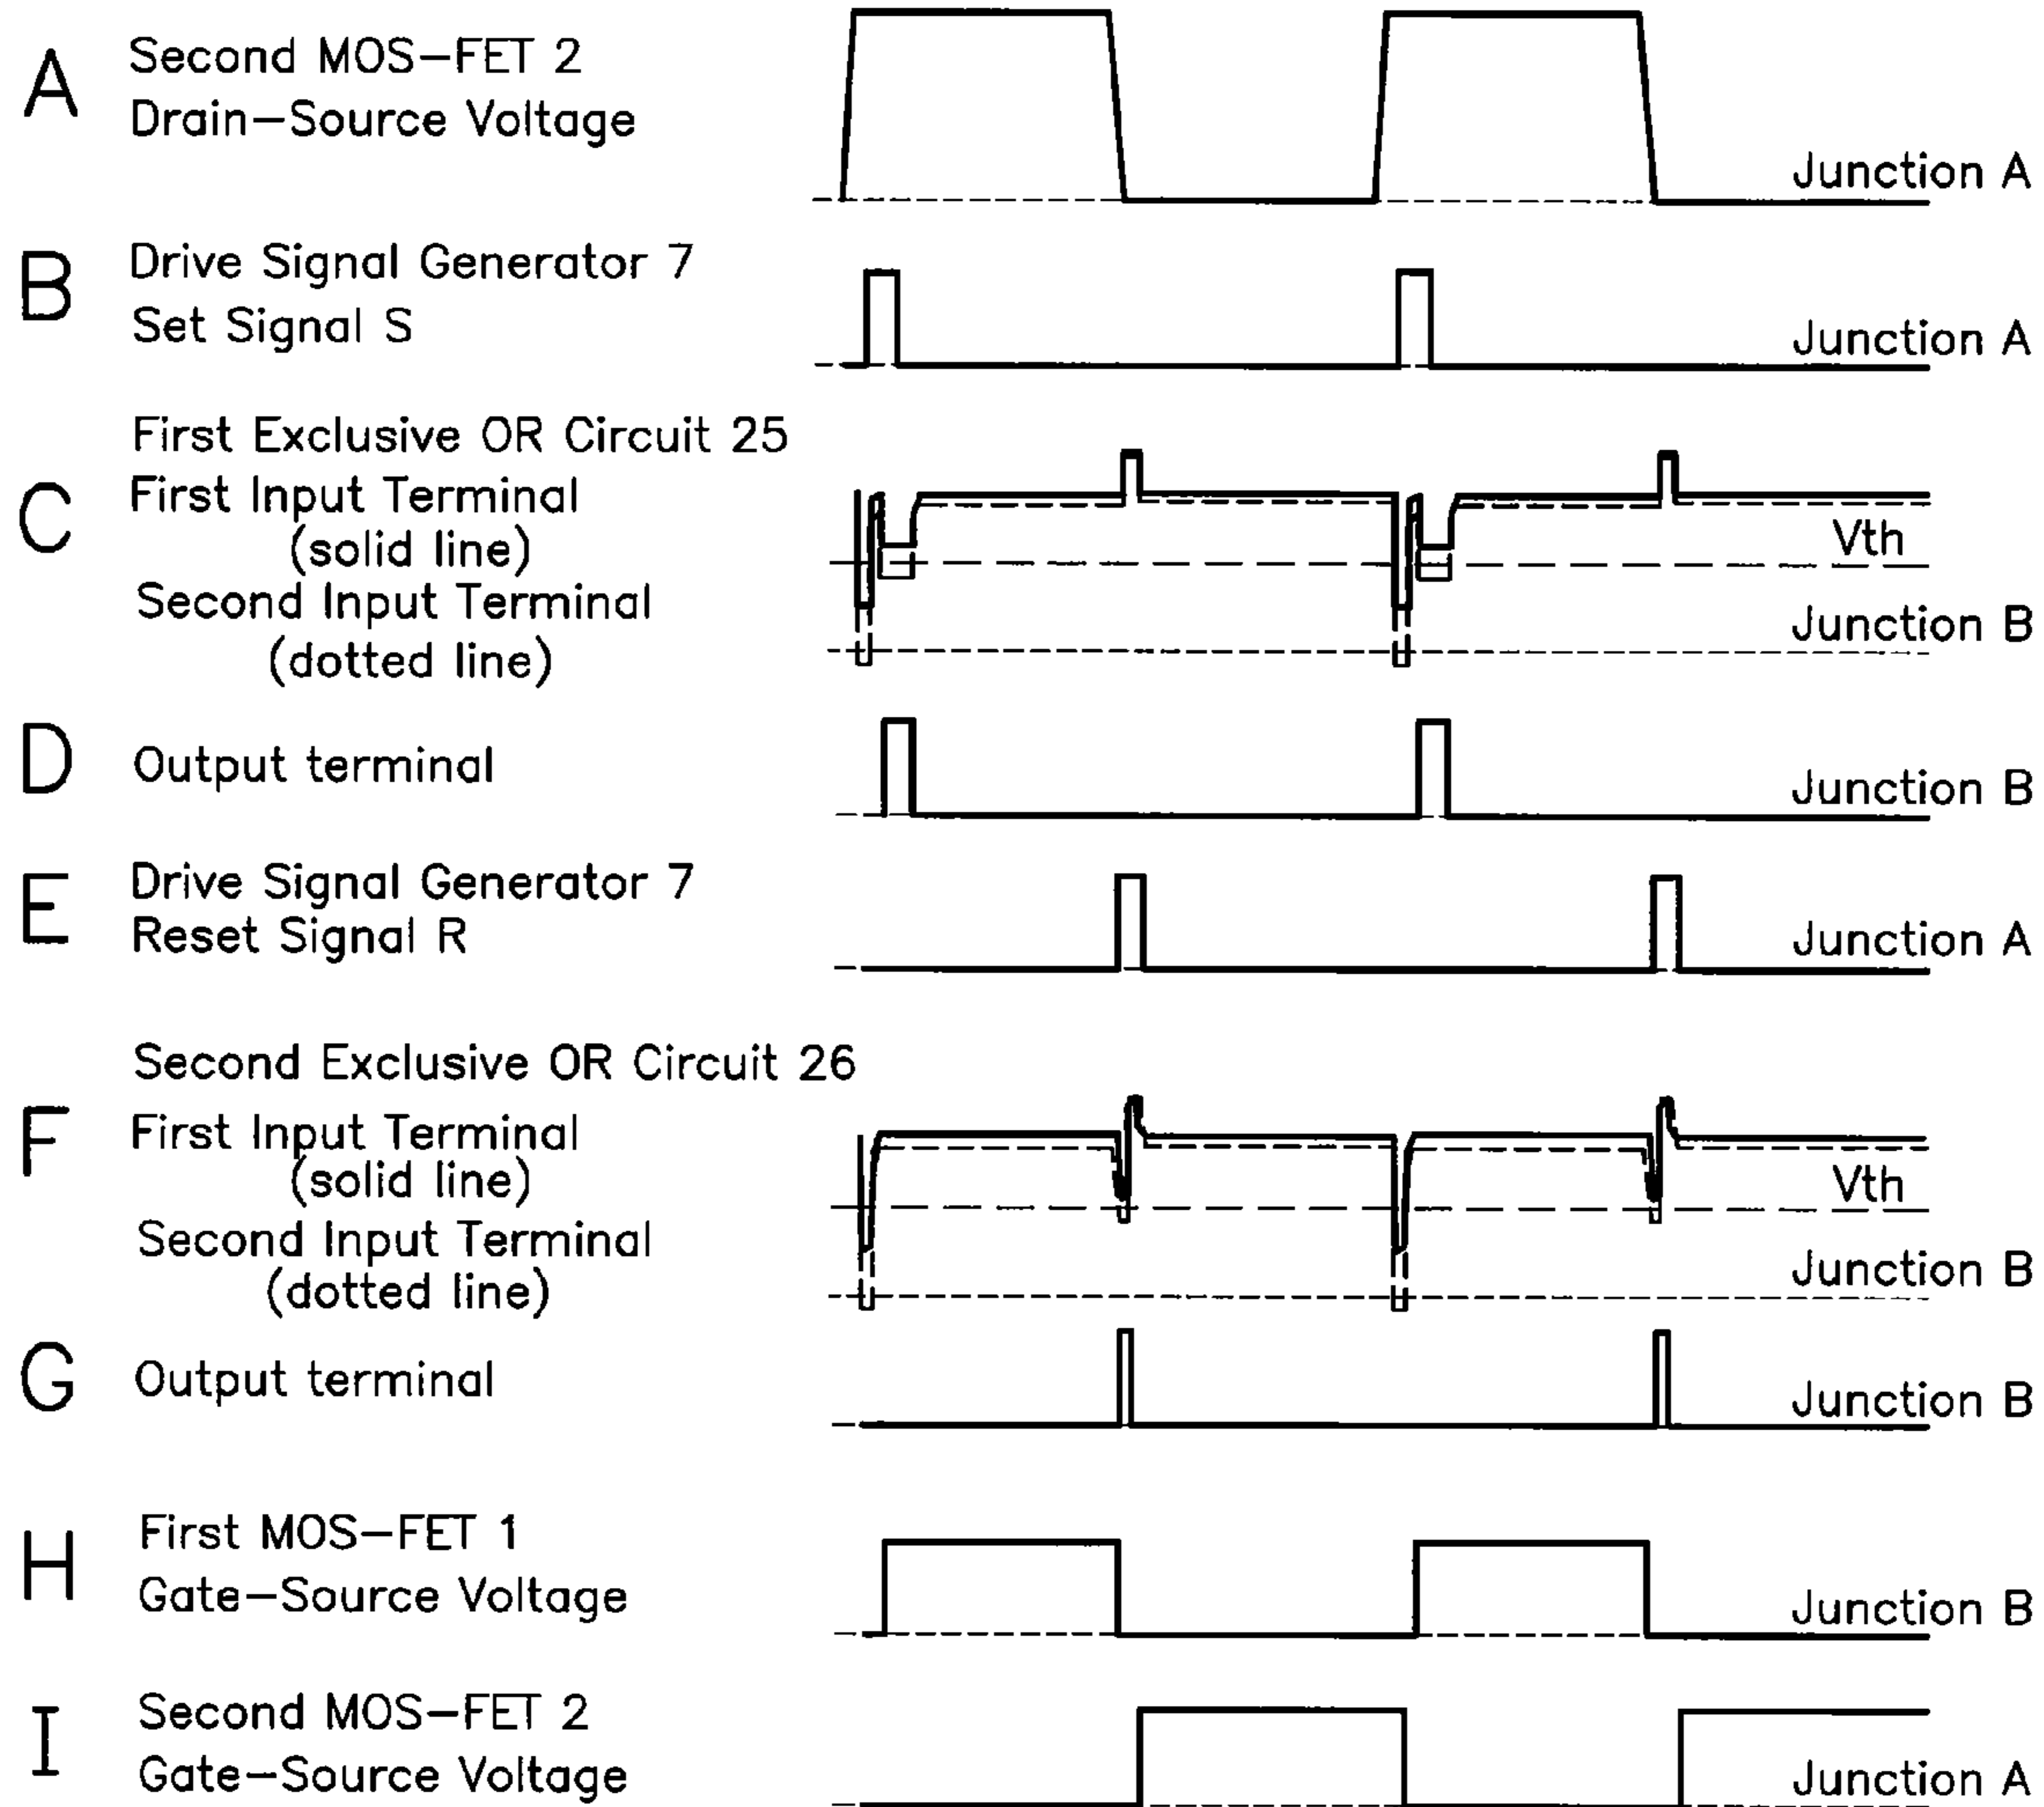 A
Second MOS-FET 2
Drain-Source Voltage
Junction A
B
Drive Signal Generator 7
Set Signal S
Junction A
First Exclusive OR Circuit 25
C
First Input Terminal
(solid line)
Second Input Terminal
(dotted line)
Vth
Junction B
D
Output terminal
Junction B
E
Drive Signal Generator 7
Reset Signal R
Junction A
Second Exclusive OR Circuit 26
F
First Input Terminal
(solid line)
Second Input Terminal
(dotted line)
Vth
Junction B
G
Output terminal
Junction B
H
First MOS-FET 1
Gate-Source Voltage
Junction B
I
Second MOS-FET 2
Gate-Source Voltage
Junction A